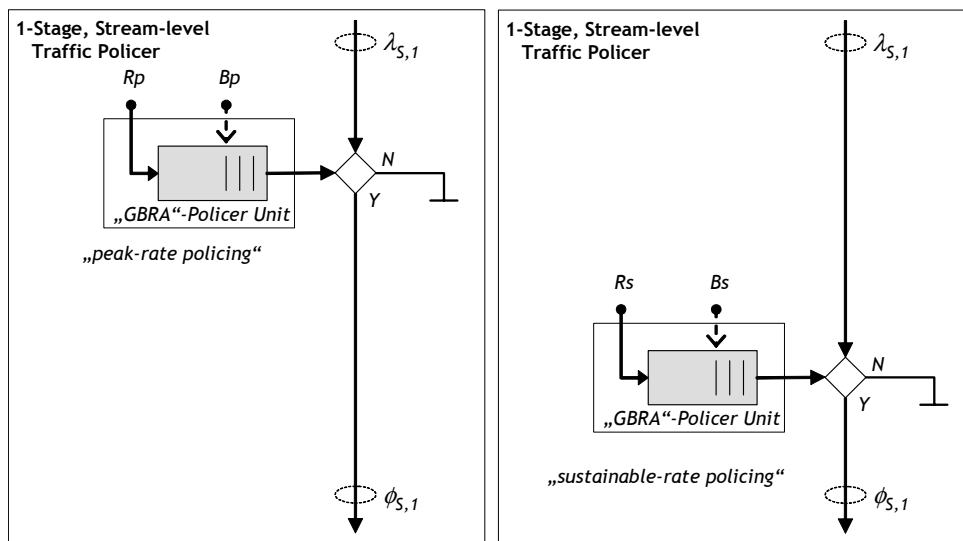 1-Stage, Stream-level
Traffic Policer
λS,1
Rp
Bp
N
Y
„GBRA“-Policer Unit
„peak-rate policing“
ϕS,1
1-Stage, Stream-level
Traffic Policer
λS,1
Rs
Bs
N
Y
„GBRA“-Policer Unit
„sustainable-rate policing“
ϕS,1